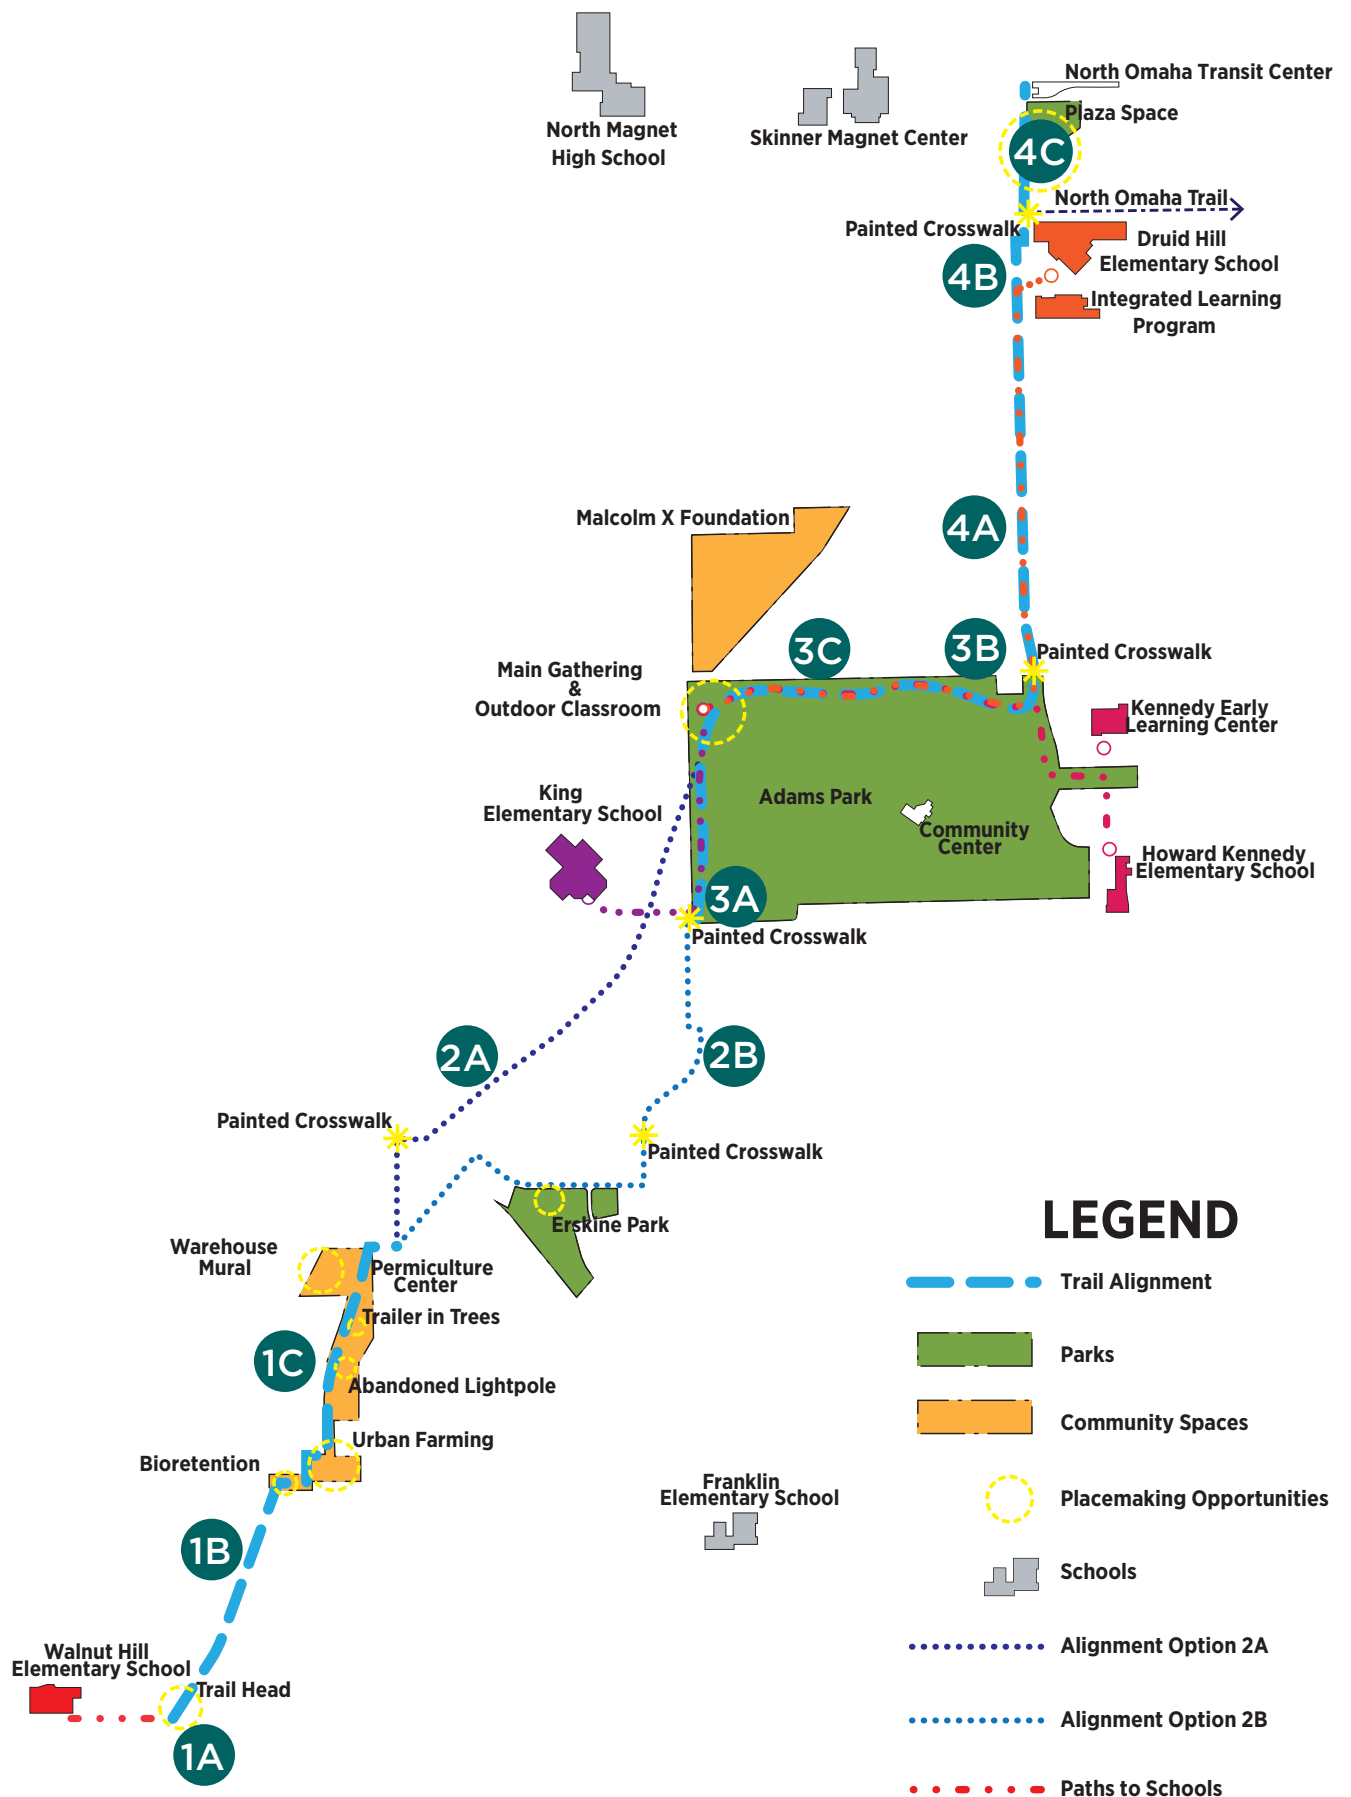 North Omaha Transit Center
Plaza Space
4C
North Magnet
High School
Skinner Magnet Center
North Omaha Trail
Painted Crosswalk
Druid Hill
Elementary School
4B
Integrated Learning
Program
Malcolm X Foundation
4A
3C
3B
Painted Crosswalk
Main Gathering
&
Outdoor Classroom
Kennedy Early
Learning Center
King
Elementary School
Adams Park
Community
Center
Howard Kennedy
Elementary School
3A
Painted Crosswalk
2A
2B
Painted Crosswalk
Painted Crosswalk
Erskine Park
Warehouse
Mural
Permiculture
Center
Trailer in Trees
1C
Abandoned Lightpole
Urban Farming
Bioretention
Franklin
Elementary School
1B
Walnut Hill
Elementary School
Trail Head
1A
LEGEND
Trail Alignment
Parks
Community Spaces
Placemaking Opportunities
Schools
Alignment Option 2A
Alignment Option 2B
Paths to Schools